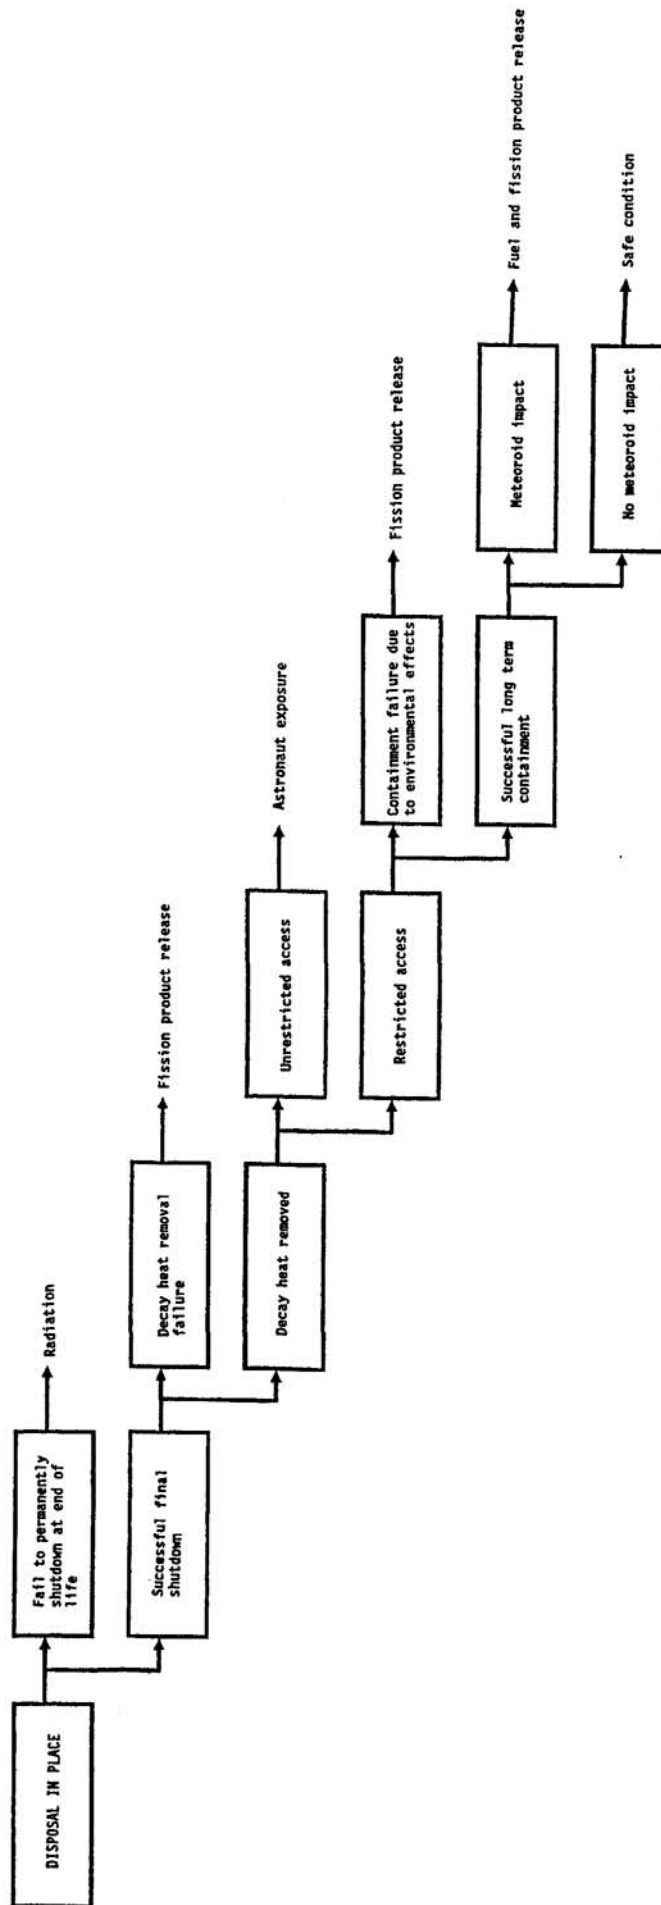 DISPOSAL IN PLACE
Fail to permanently
shutdown at end of
life
Radiation
Successful final
shutdown
Decay heat removal
failure
Fission product release
Decay heat removed
Unrestricted access
Astronaut exposure
Restricted access
Containment failure due
to environmental effects
Fission product release
Successful long term
containment
Meteoroid impact
Fuel and fission product release
No meteoroid impact
Safe condition